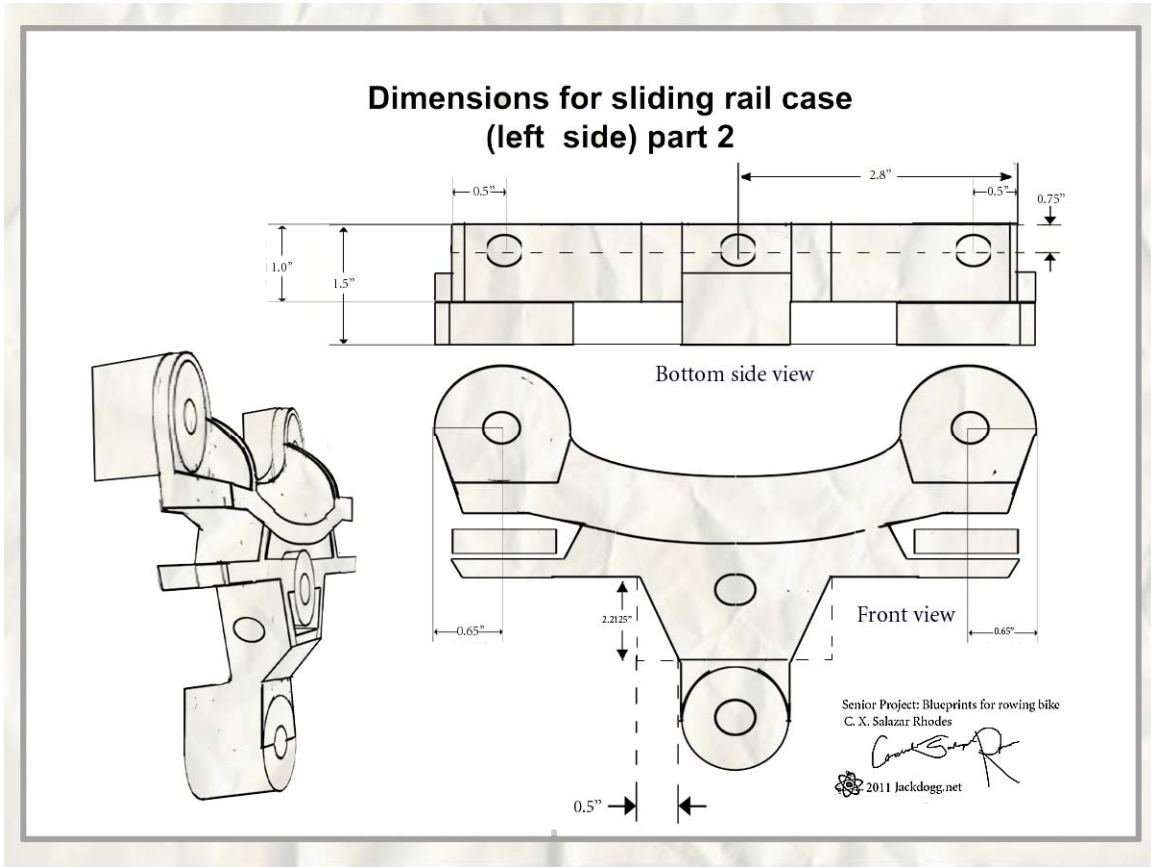 Dimensions for sliding rail case
(left side) part 2
2.8”
0.5”
0.5”
0.75”
1.0”
1.5”
Bottom side view
2.2125”
Front view
0.65”
0.65”
Senior Project: Blueprints for rowing bike
C. X. Salazar Rhodes
2011 Jackdogg.net
0.5”